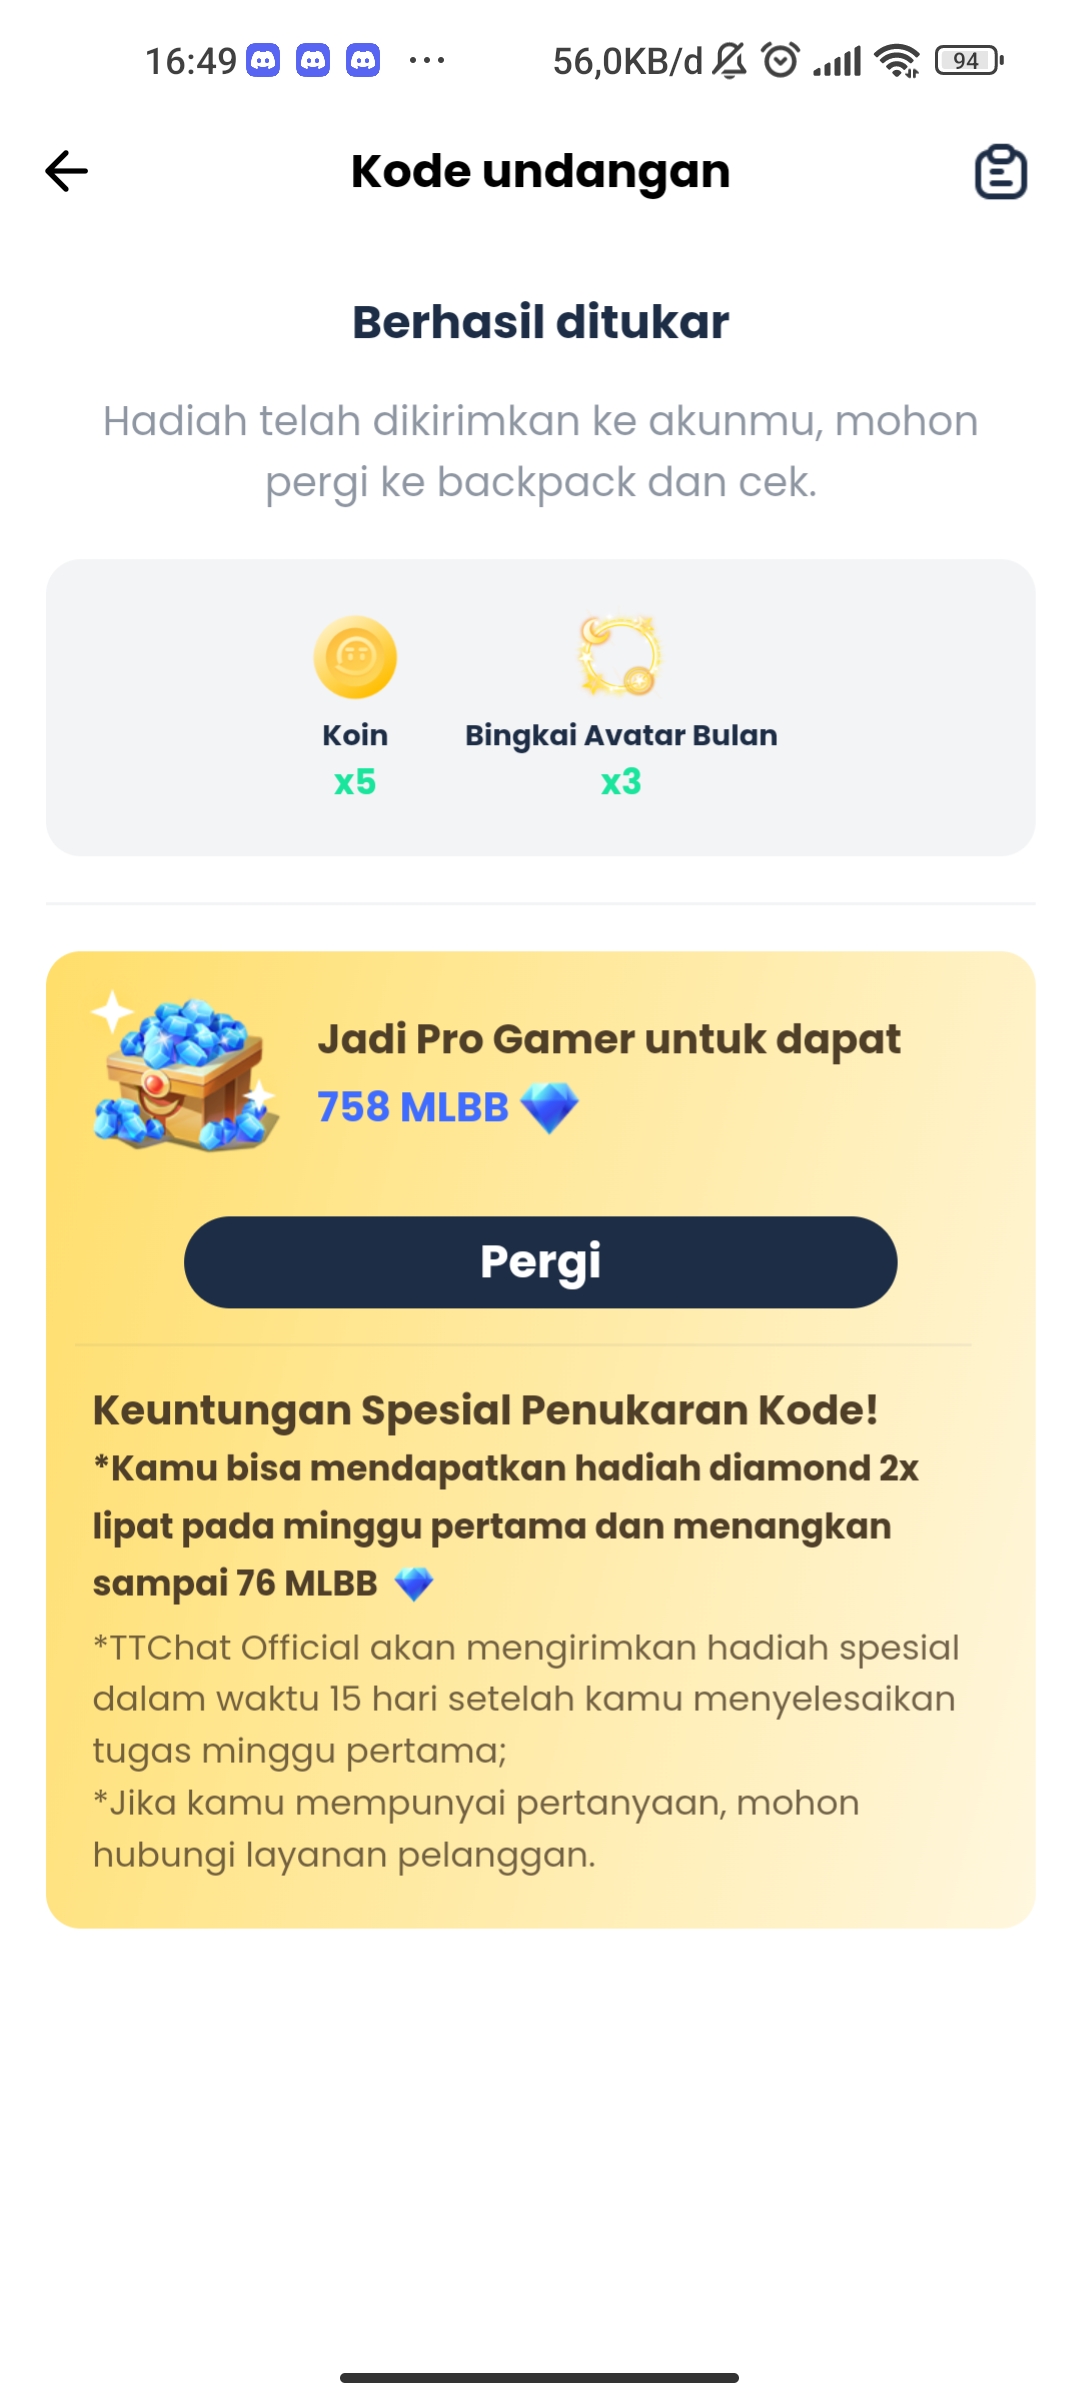 16:49 ... 56,0KB/d 94
Kode undangan
Berhasil ditukar
Hadiah telah dikirimkan ke akunmu, mohon
pergi ke backpack dan cek.
Koin
x5
Bingkai Avatar Bulan
x3
Jadi Pro Gamer untuk dapat
758 MLBB
Pergi
Keuntungan Spesial Penukaran Kode!
*Kamu bisa mendapatkan hadiah diamond 2x
lipat pada minggu pertama dan menangkan
sampai 76 MLBB
*TTChat Official akan mengirimkan hadiah spesial
dalam waktu 15 hari setelah kamu menyelesaikan
tugas minggu pertama;
*Jika kamu mempunyai pertanyaan, mohon
hubungi layanan pelanggan.